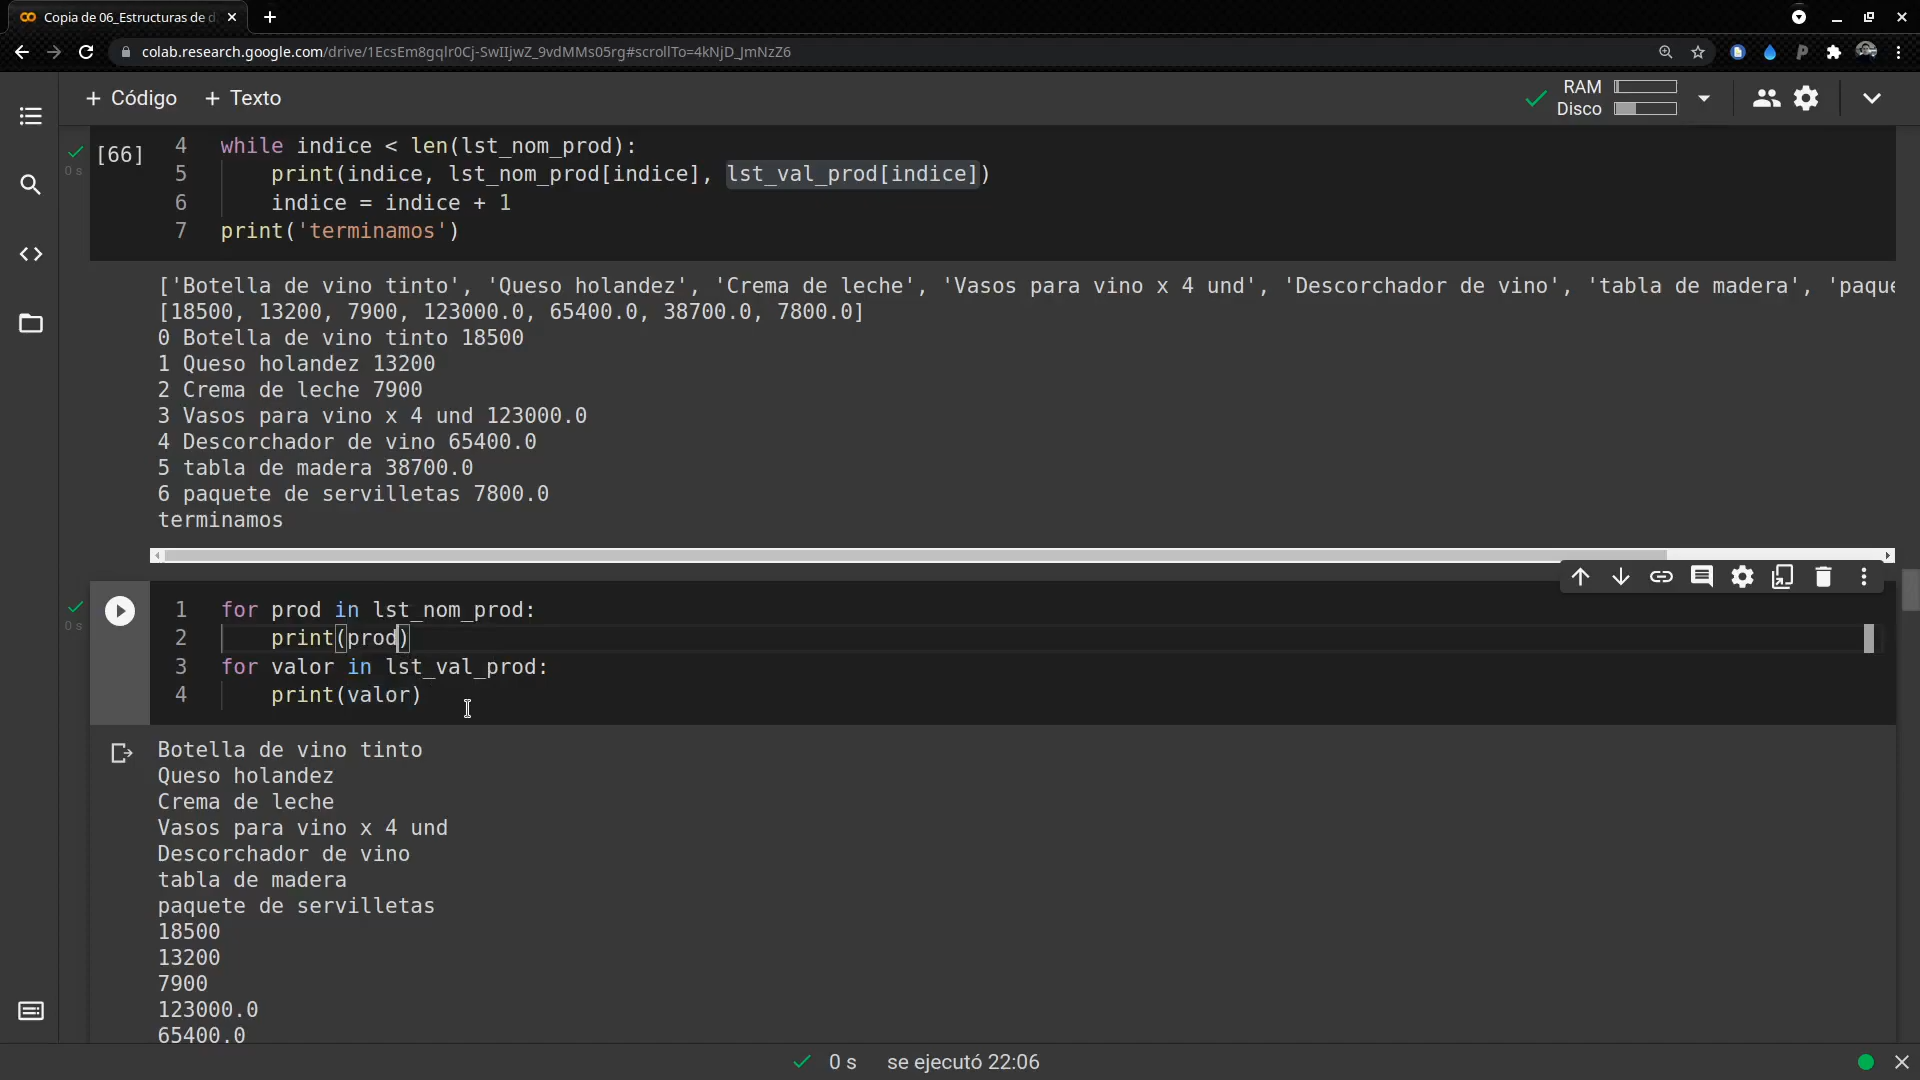 Copia de 06_Estructuras de d
colab.research.google.com/drive/1EcsEm8gqlr0Cj-SwIIjwZ_9vdMMs05rg#scrollTo=4kNjD_JmNzZ6
+ Código + Texto
RAM
Disco
[66]
0 s
4 while indice < len(lst_nom_prod):
5 print(indice, lst_nom_prod[indice], lst_val_prod[indice])
6 indice = indice + 1
7 print('terminamos')
['Botella de vino tinto', 'Queso holandez', 'Crema de leche', 'Vasos para vino x 4 und', 'Descorchador de vino', 'tabla de madera', 'paque
[18500, 13200, 7900, 123000.0, 65400.0, 38700.0, 7800.0]
0 Botella de vino tinto 18500
1 Queso holandez 13200
2 Crema de leche 7900
3 Vasos para vino x 4 und 123000.0
4 Descorchador de vino 65400.0
5 tabla de madera 38700.0
6 paquete de servilletas 7800.0
terminamos
0 s
1 for prod in lst_nom_prod:
2 print(prod)
3 for valor in lst_val_prod:
4 print(valor)
Botella de vino tinto
Queso holandez
Crema de leche
Vasos para vino x 4 und
Descorchador de vino
tabla de madera
paquete de servilletas
18500
13200
7900
123000.0
65400.0
0 s se ejecutó 22:06